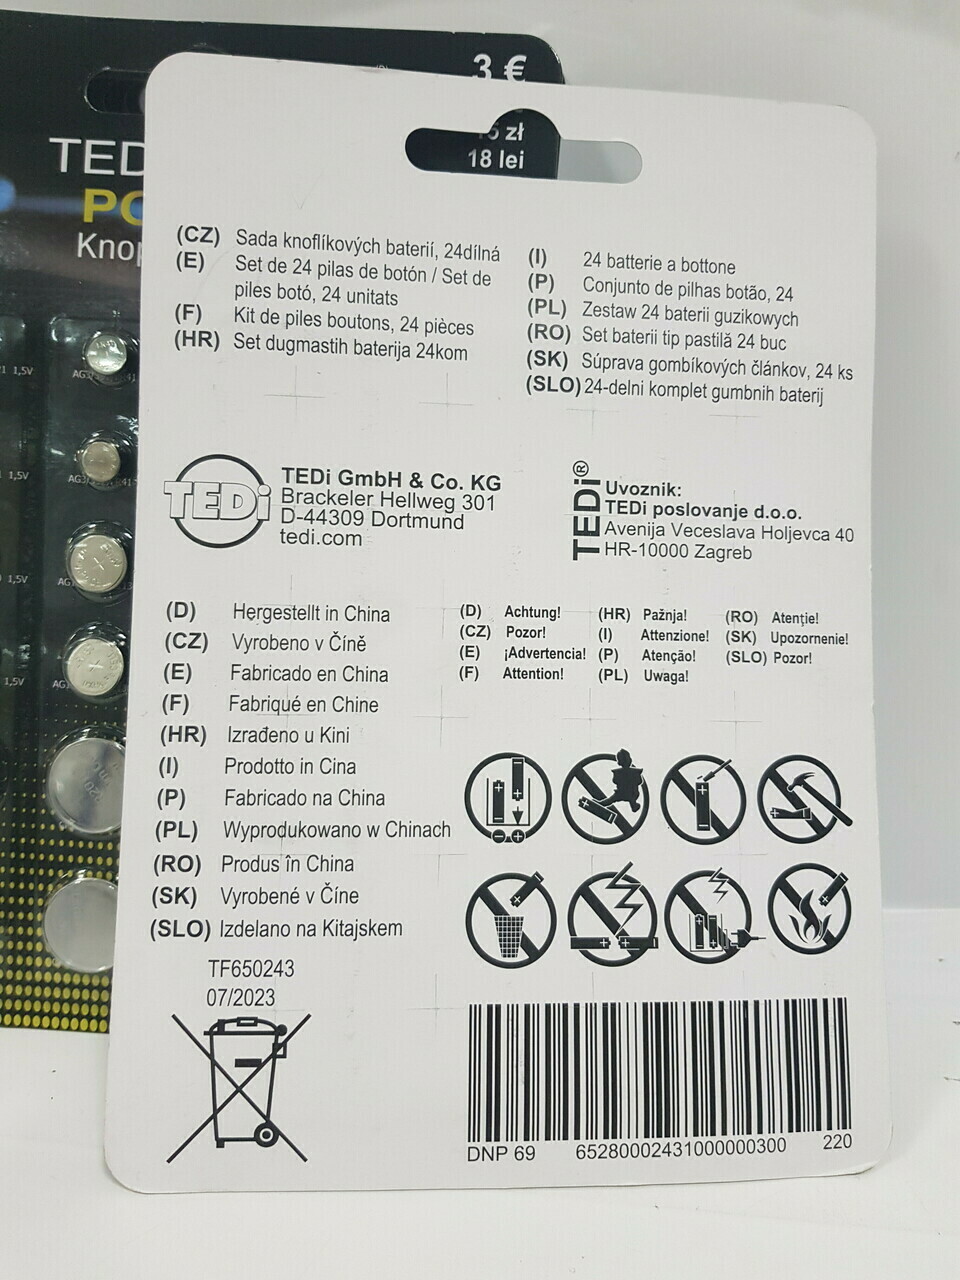 3 €
15 zł
18 lei
TED
PO
Knop
1,5V
1,5V
1,5V
1,5V
(CZ) Sada knoflíkových baterií, 24dílná
(E) Set de 24 pilas de botón / Set de
piles botó, 24 unitats
(F) Kit de piles boutons, 24 pièces
(HR) Set dugmastih baterija 24kom
(I) 24 batterie a bottone
(P) Conjunto de pilhas botão, 24
(PL) Zestaw 24 baterii guzikowych
(RO) Set baterii tip pastilă 24 buc
(SK) Súprava gombíkových článkov, 24 ks
(SLO) 24-delni komplet gumbnih baterij
TEDi
TEDi GmbH & Co. KG
Brackeler Hellweg 301
D-44309 Dortmund
tedi.com
TEDi®
Uvoznik:
TEDi poslovanje d.o.o.
Avenija Veceslava Holjevca 40
HR-10000 Zagreb
(D) Hergestellt in China
(CZ) Vyrobeno v Číně
(E) Fabricado en China
(F) Fabriqué en Chine
(HR) Izrađeno u Kini
(I) Prodotto in Cina
(P) Fabricado na China
(PL) Wyprodukowano w Chinach
(RO) Produs în China
(SK) Vyrobené v Číne
(SLO) Izdelano na Kitajskem
TF650243
07/2023
(D) Achtung!
(CZ) Pozor!
(E) ¡Advertencia!
(F) Attention!
(HR) Pažnja!
(I) Attenzione!
(P) Atenção!
(PL) Uwaga!
(RO) Atenție!
(SK) Upozornenie!
(SLO) Pozor!
DNP 69 65280002431000000300 220